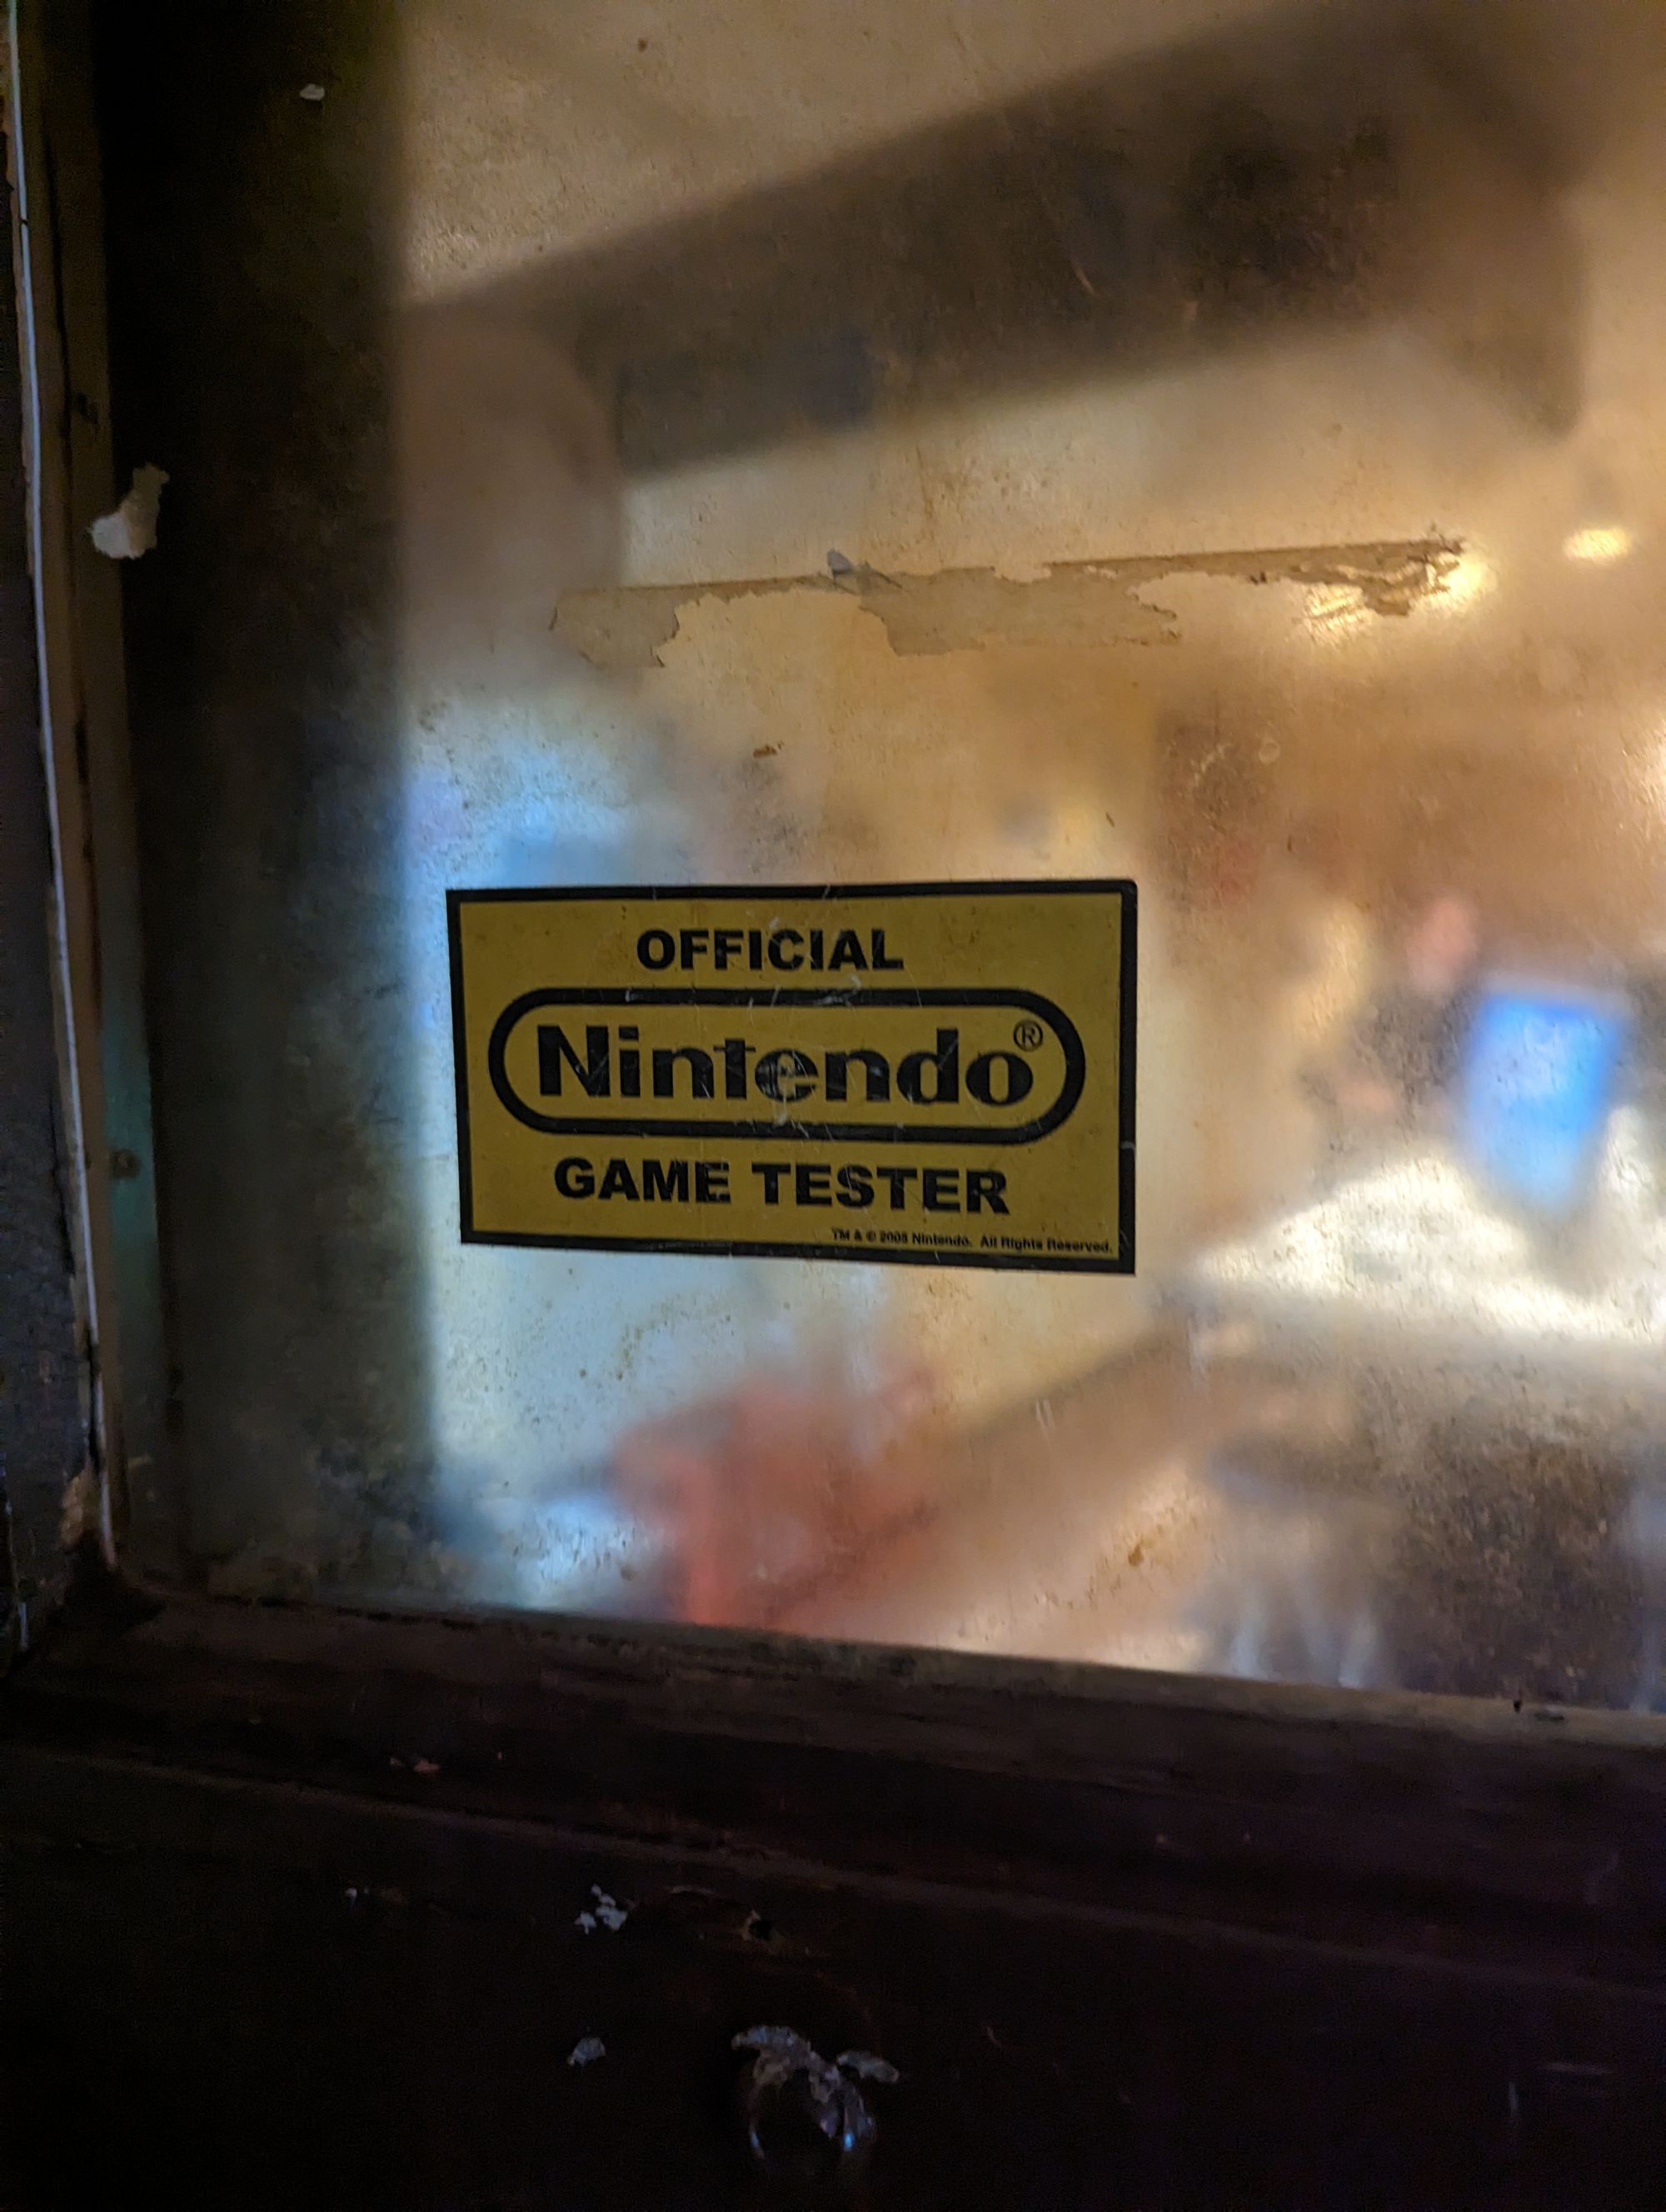 OFFICIAL
Nintendo®
GAME TESTER
TM & © 2005 Nintendo. All Rights Reserved.